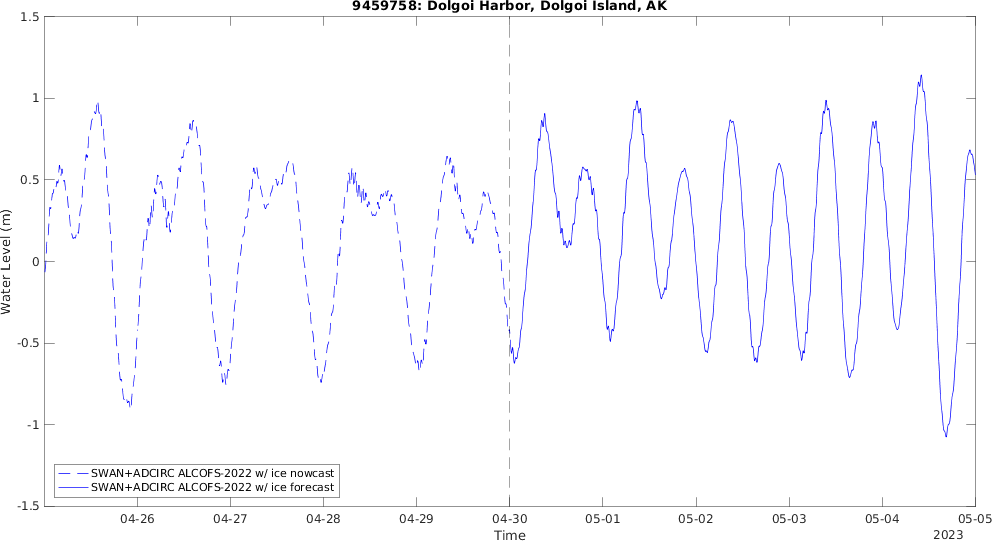 9459758: Dolgoi Harbor, Dolgoi Island, AK
1.5
1
0.5
0
-0.5
-1
-1.5
Water Level (m)
SWAN+ADCIRC ALCOFS-2022 w/ ice nowcast
SWAN+ADCIRC ALCOFS-2022 w/ ice forecast
04-26 04-27 04-28 04-29 04-30 05-01 05-02 05-03 05-04 05-05
Time
2023